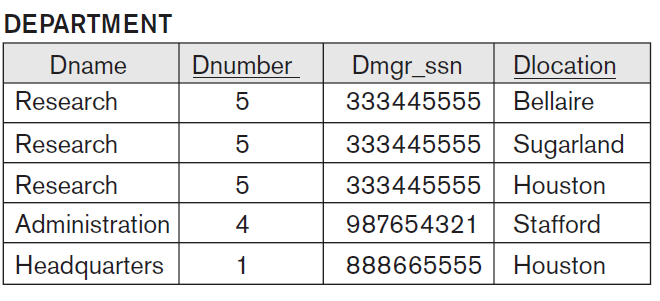 DEPARTMENT
Dname Dnumber Dmgr_ssn Dlocation
Research 5 333445555 Bellaire
Research 5 333445555 Sugarland
Research 5 333445555 Houston
Administration 4 987654321 Stafford
Headquarters 1 888665555 Houston